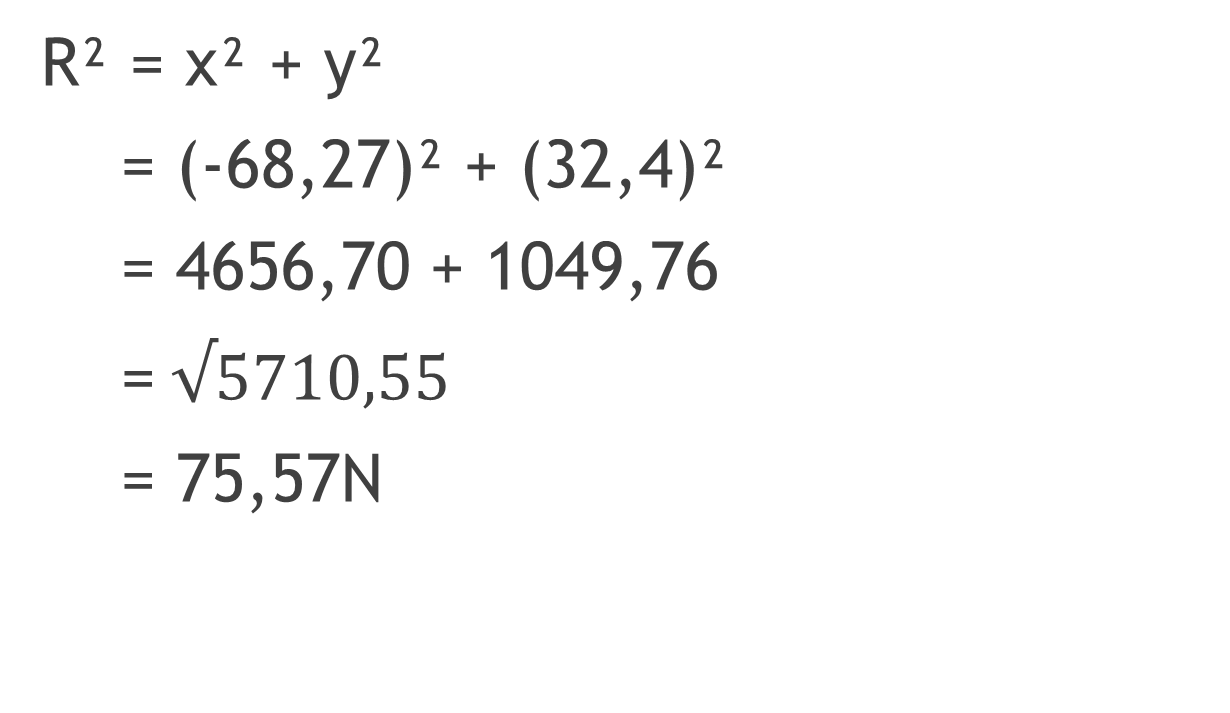 R² = x² + y²
= (-68,27)² + (32,4)²
= 4656,70 + 1049,76
= √5710,55
= 75,57N